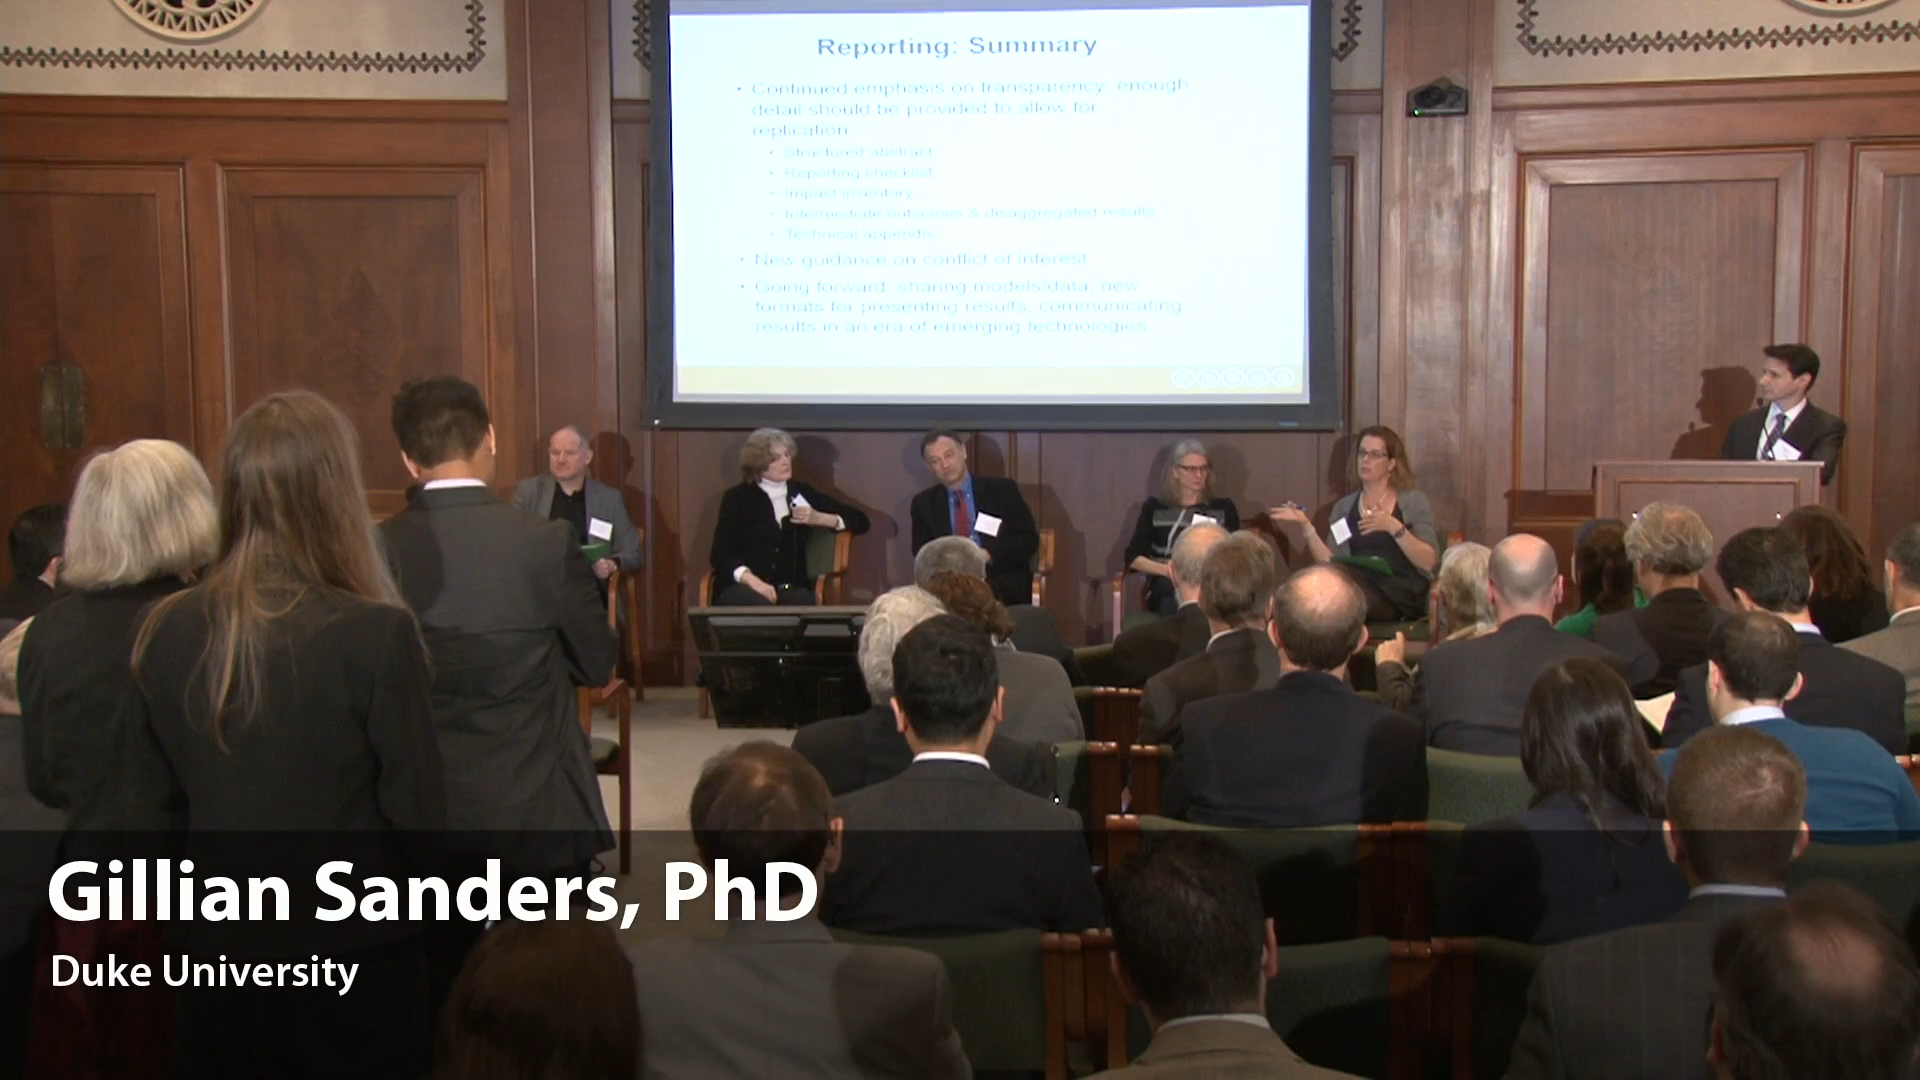 Reporting: Summary
• Continued emphasis on transparency: enough
detail should be provided to allow for
replication
• Structured abstract
• Reporting checklist
• Impact inventory
• Intermediate outcomes & disaggregated results
• Technical appendix
• New guidance on conflict of interest
• Going forward: sharing models/data, new
formats for presenting results, communicating
results in an era of emerging technologies
Gillian Sanders, PhD
Duke University